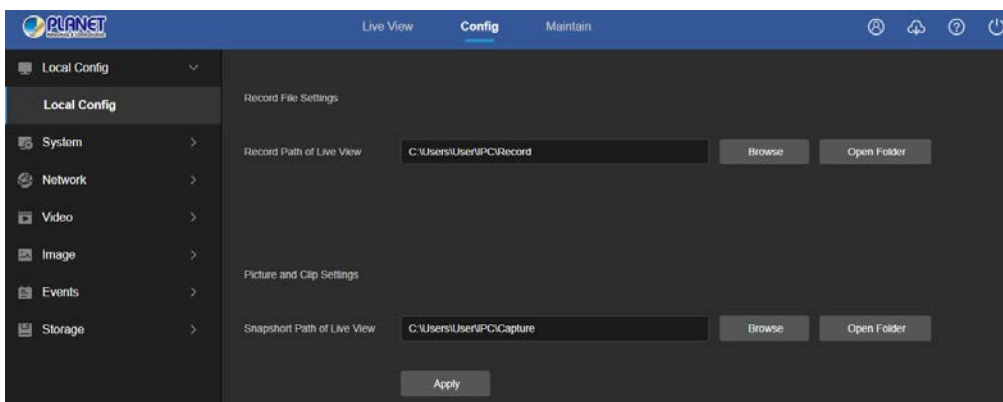 PLANET
Live View Config Maintain
Local Config
Local Config
System
Network
Video
Image
Events
Storage
Record File Settings
Record Path of Live View C:\Users\User\IPC\Record Browse Open Folder
Picture and Clip Settings
Snapshort Path of Live View C:\Users\User\IPC\Capture Browse Open Folder
Apply